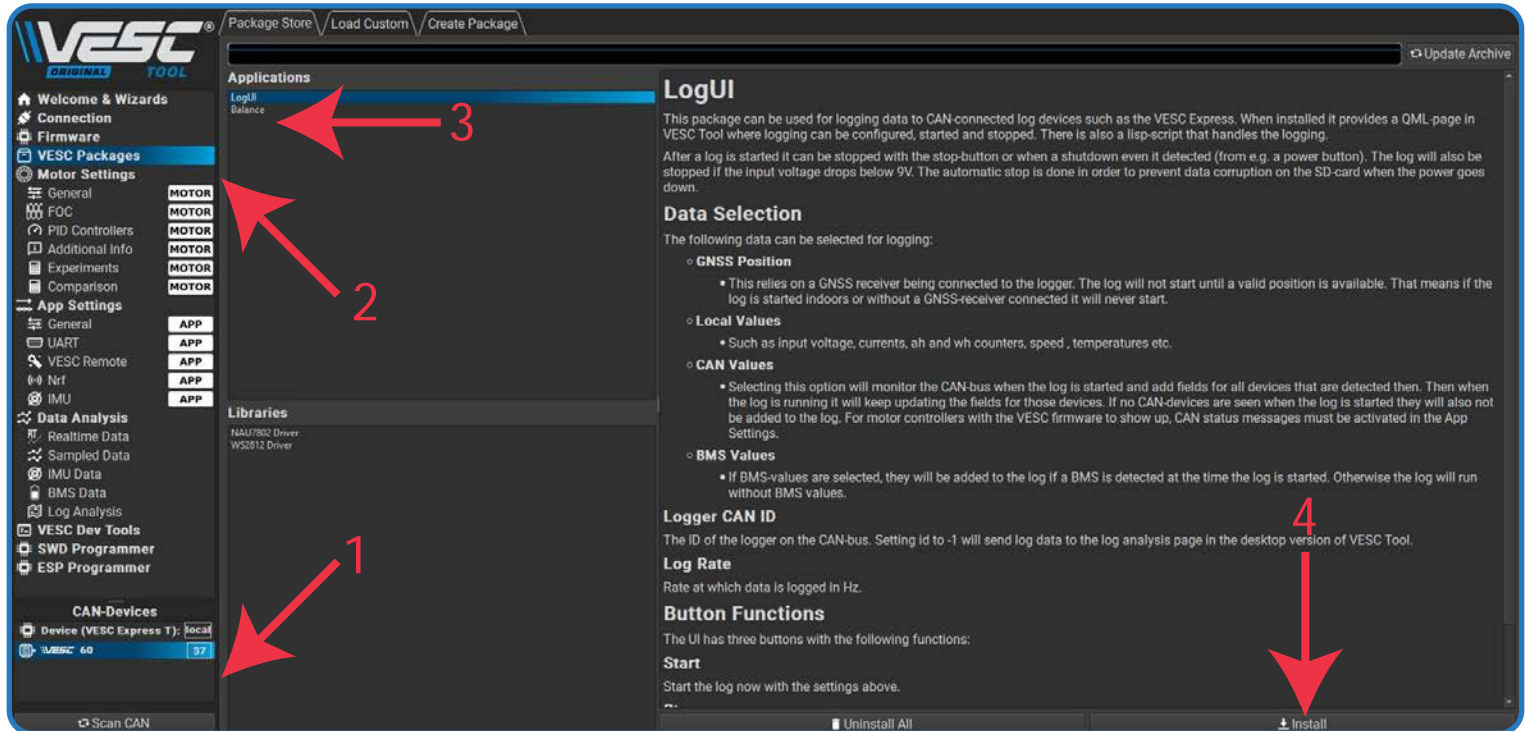 VESC®
ORIGINAL TOOL
Welcome & Wizards
Connection
Firmware
VESC Packages
Motor Settings
General MOTOR
FOC MOTOR
PID Controllers MOTOR
Additional Info MOTOR
Experiments MOTOR
Comparison MOTOR
App Settings
General APP
UART APP
VESC Remote APP
Nrf APP
IMU APP
Data Analysis
RT Realtime Data
Sampled Data
IMU Data
BMS Data
Log Analysis
VESC Dev Tools
SWD Programmer
ESP Programmer
CAN-Devices
Device (VESC Express T): local
VESC 60 37
Scan CAN
Package Store Load Custom Create Package
Update Archive
Applications
LogUI
Balance
3
2
Libraries
NAU7802 Driver
WS2812 Driver
1
LogUI
This package can be used for logging data to CAN-connected log devices such as the VESC Express. When installed it provides a QML-page in
VESC Tool where logging can be configured, started and stopped. There is also a lisp-script that handles the logging.
After a log is started it can be stopped with the stop-button or when a shutdown even it detected (from e.g. a power button). The log will also be
stopped if the input voltage drops below 9V. The automatic stop is done in order to prevent data corruption on the SD-card when the power goes
down.
Data Selection
The following data can be selected for logging:
GNSS Position
This relies on a GNSS receiver being connected to the logger. The log will not start until a valid position is available. That means if the
log is started indoors or without a GNSS-receiver connected it will never start.
Local Values
Such as input voltage, currents, ah and wh counters, speed , temperatures etc.
CAN Values
Selecting this option will monitor the CAN-bus when the log is started and add fields for all devices that are detected then. Then when
the log is running it will keep updating the fields for those devices. If no CAN-devices are seen when the log is started they will also not
be added to the log. For motor controllers with the VESC firmware to show up, CAN status messages must be activated in the App
Settings.
BMS Values
If BMS-values are selected, they will be added to the log if a BMS is detected at the time the log is started. Otherwise the log will run
without BMS values.
Logger CAN ID
The ID of the logger on the CAN-bus. Setting id to -1 will send log data to the log analysis page in the desktop version of VESC Tool.
Log Rate
Rate at which data is logged in Hz.
Button Functions
The UI has three buttons with the following functions:
Start
Start the log now with the settings above.
4
Uninstall All
Install